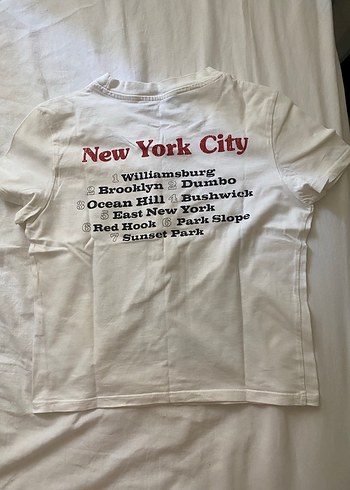 New York City
1 Williamsburg
2 Brooklyn 2 Dumbo
3 Ocean Hill 4 Bushwick
5 East New York
6 Red Hook 6 Park Slope
7 Sunset Park